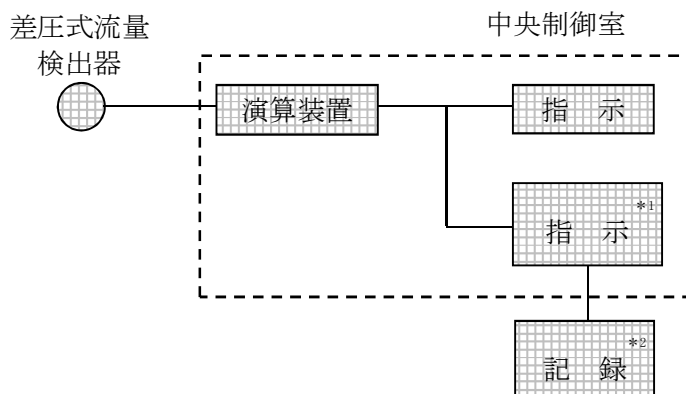 差圧式流量
検出器
中央制御室
演算装置
指 示
指 示 *1
記 録 *2